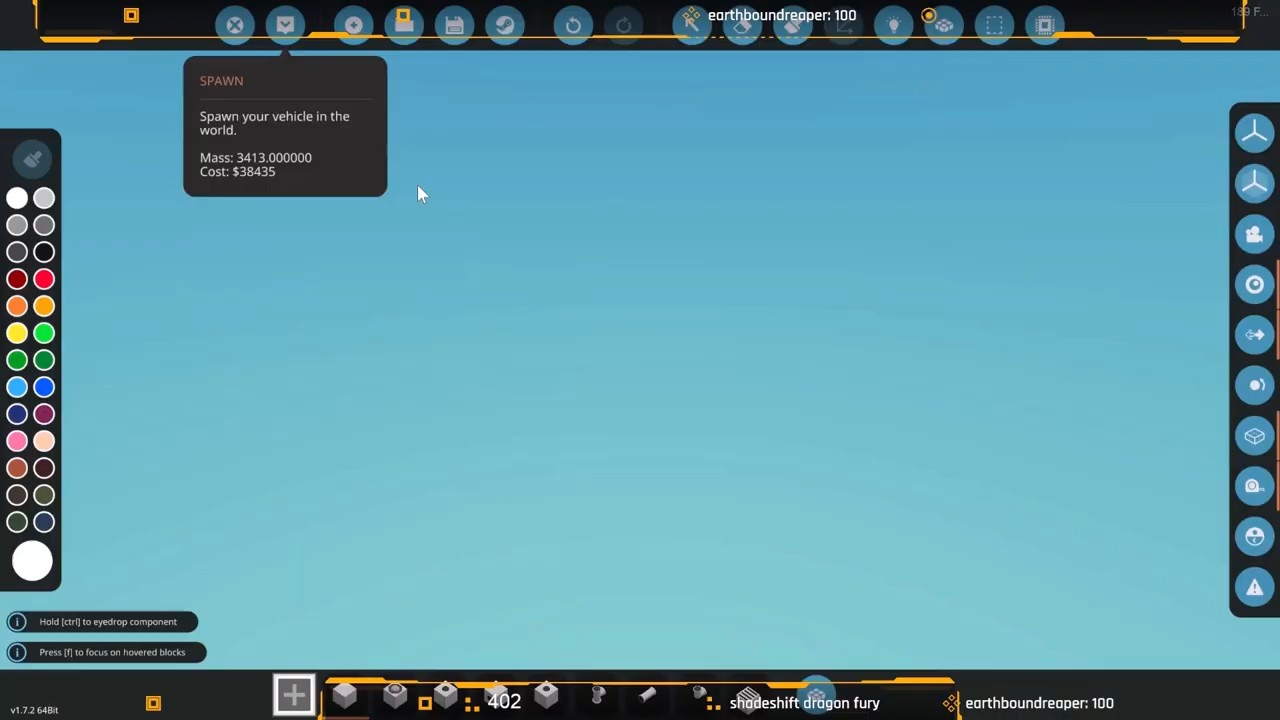 earthboundreaper: 100
SPAWN
Spawn your vehicle in the
world.
Mass: 3413.000000
Cost: $38435
Hold [ctrl] to eyedrop component
Press [f] to focus on hovered blocks
v1.7.2 64Bit
402
shadeshift dragon fury
earthboundreaper: 100